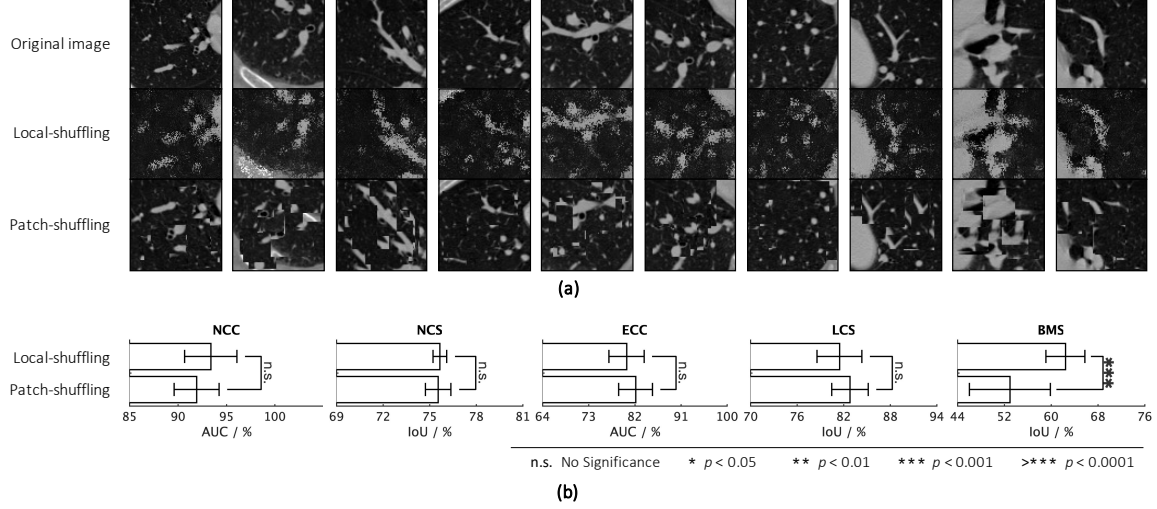 Original image
Local-shuffling
Patch-shuffling
(a)
NCC NCS ECC LCS BMS
Local-shuffling
n.s. n.s. n.s. n.s. ***
Patch-shuffling
85 90 95 100 69 72 75 78 81 64 73 82 91 100 70 76 82 88 94 44 52 60 68 76
AUC / % IoU / % AUC / % IoU / % IoU / %
n.s. No Significance * p < 0.05 ** p < 0.01 *** p < 0.001 >*** p < 0.0001
(b)